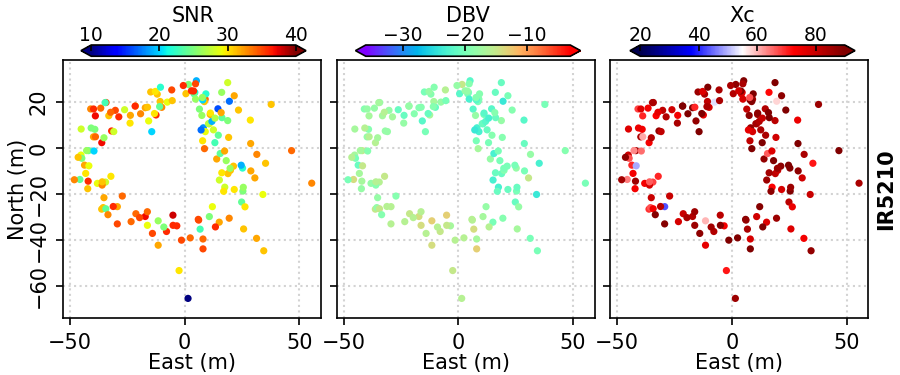 SNR DBV Xc
10 20 30 40 −30 −20 −10 20 40 60 80
20
0
−20
−40
−60
North (m)
IR5210
−50 0 50 −50 0 50 −50 0 50
East (m) East (m) East (m)